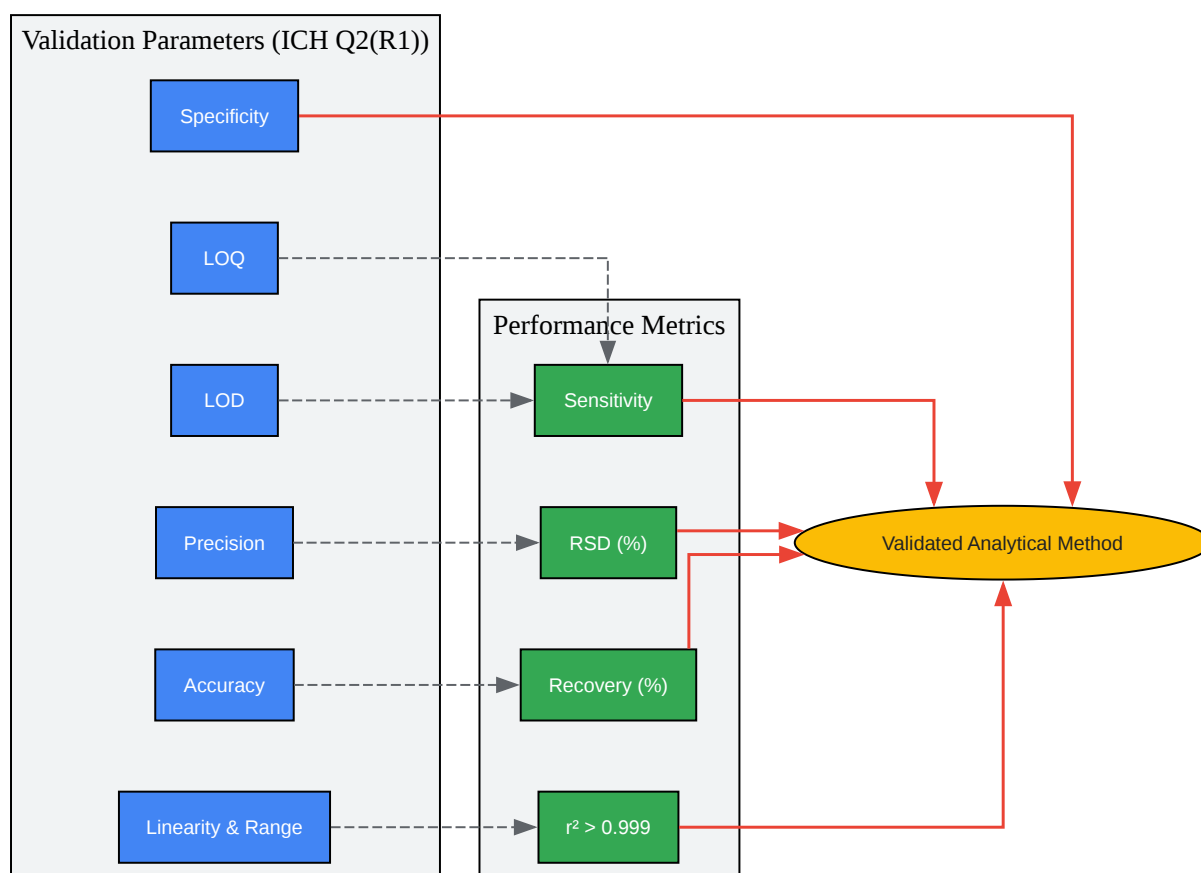 Validation Parameters (ICH Q2(R1))
Specificity
LOQ
LOD
Precision
Accuracy
Linearity & Range
Performance Metrics
Sensitivity
RSD (%)
Recovery (%)
r² > 0.999
Validated Analytical Method